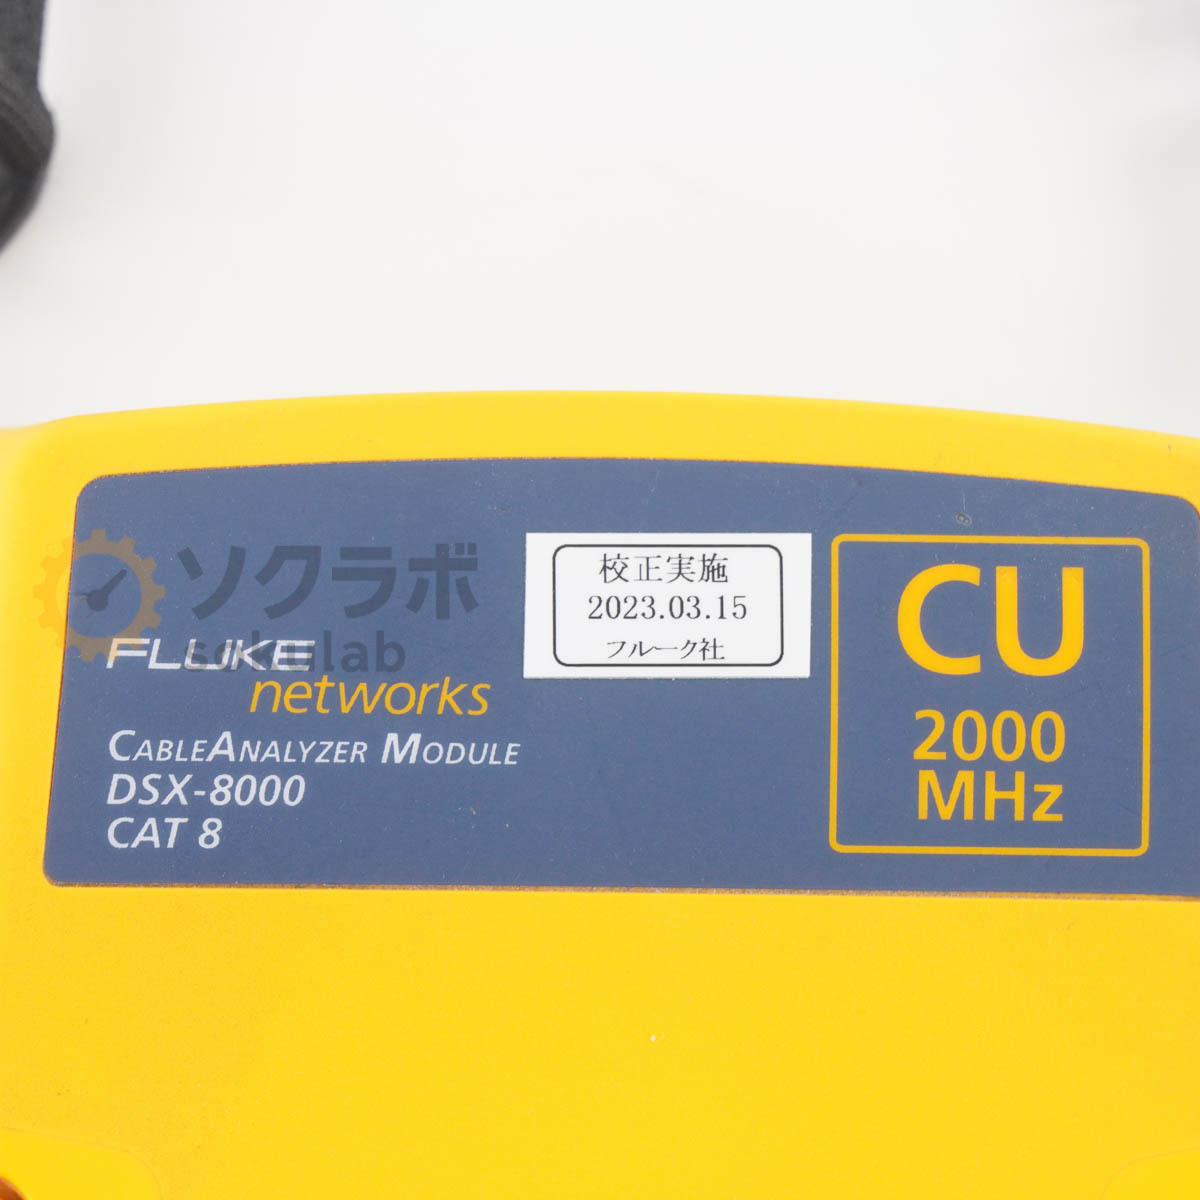 ソクラボ
sokulab
FLUKE
networks
CABLEANALYZER MODULE
DSX-8000
CAT 8
校正実施
2023.03.15
フルーク社
CU
2000
MHz